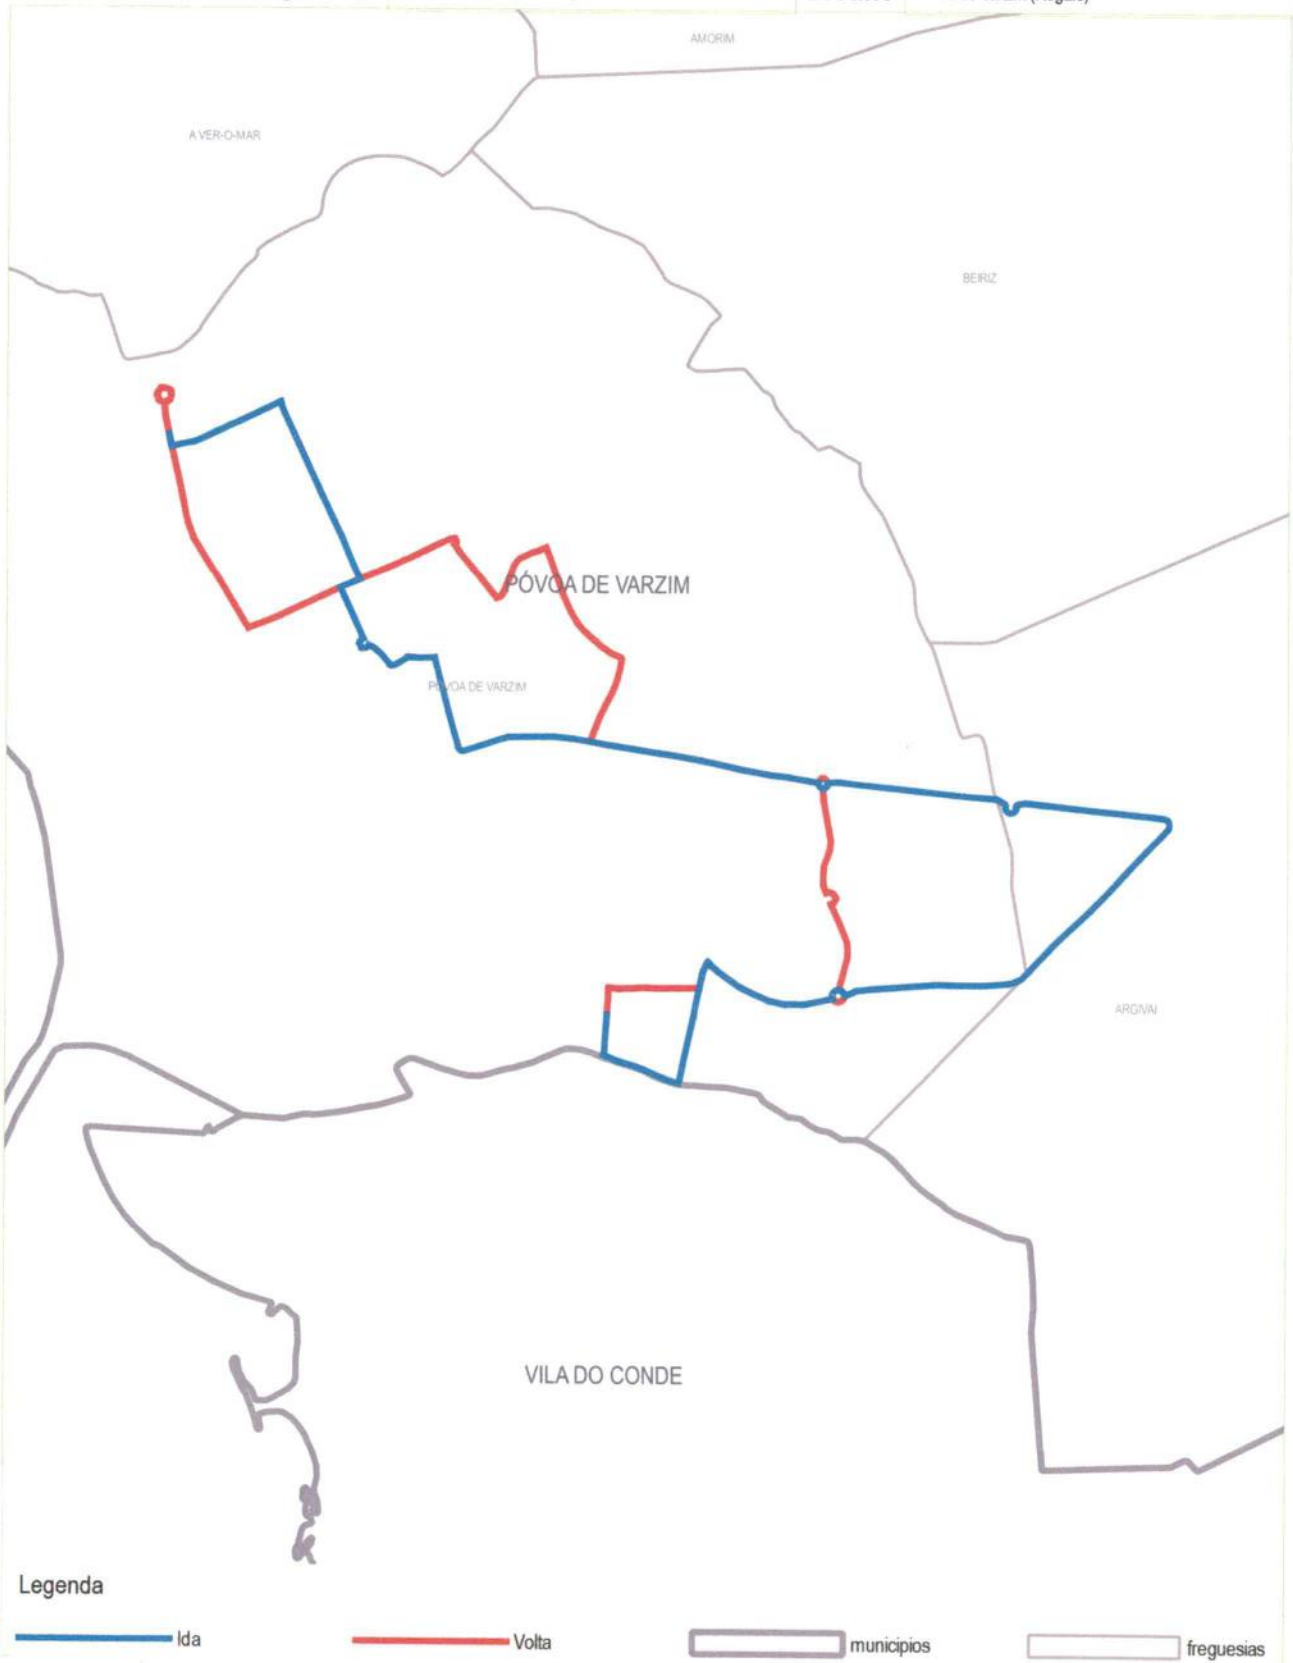 AMORIM
A VER-O-MAR
BEIRIZ
PÓVOA DE VARZIM
PÓVOA DE VARZIM
ARGIVAI
VILA DO CONDE
Legenda
Ida
Volta
municipios
freguesias